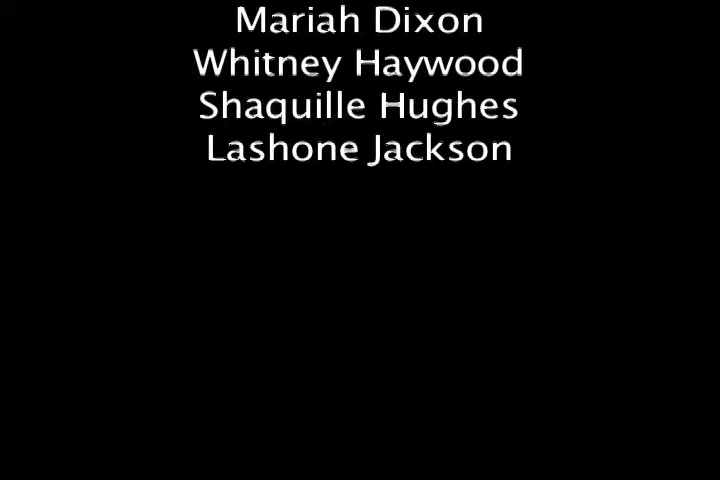 Mariah Dixon
Whitney Haywood
Shaquille Hughes
Lashone Jackson